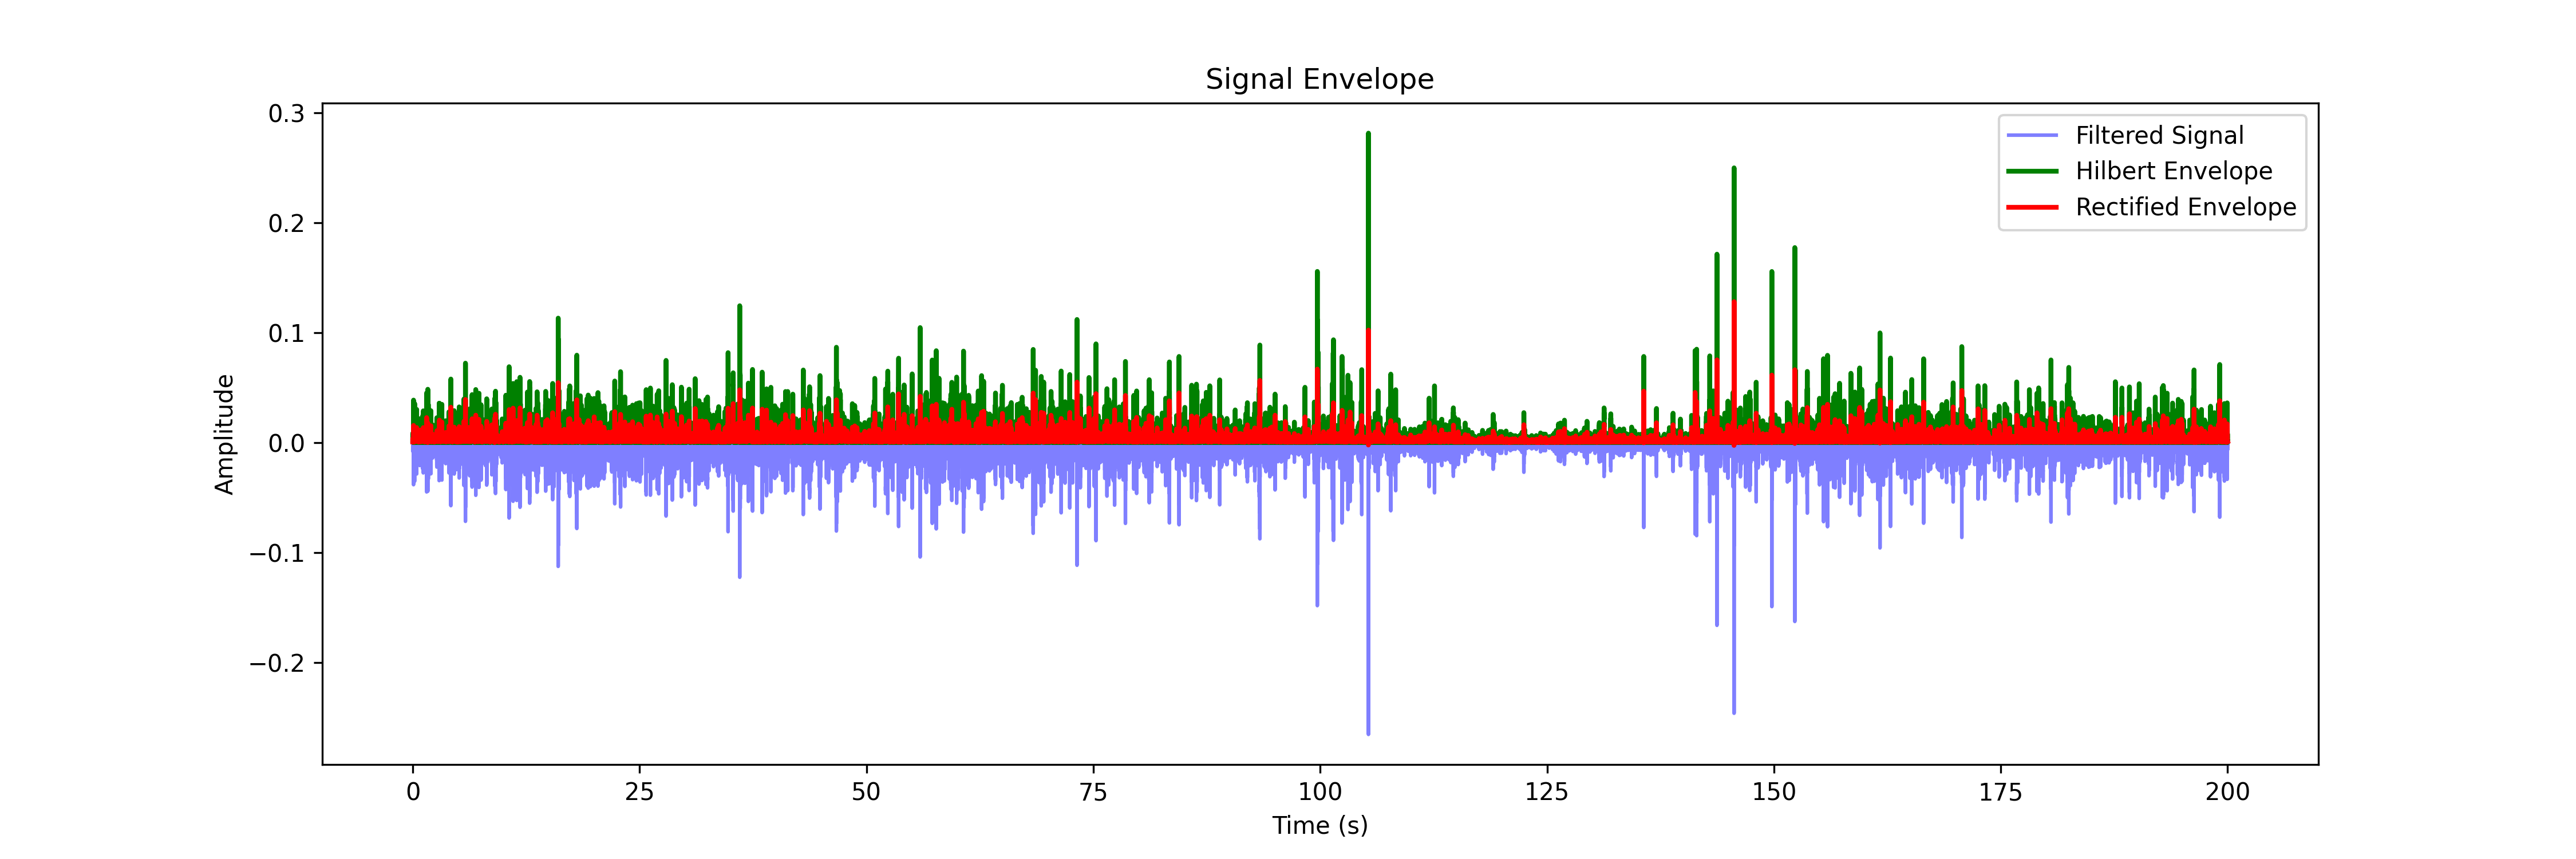 Signal Envelope
Filtered Signal
Hilbert Envelope
Rectified Envelope
Amplitude
0.3
0.2
0.1
0.0
−0.1
−0.2
0 25 50 75 100 125 150 175 200
Time (s)